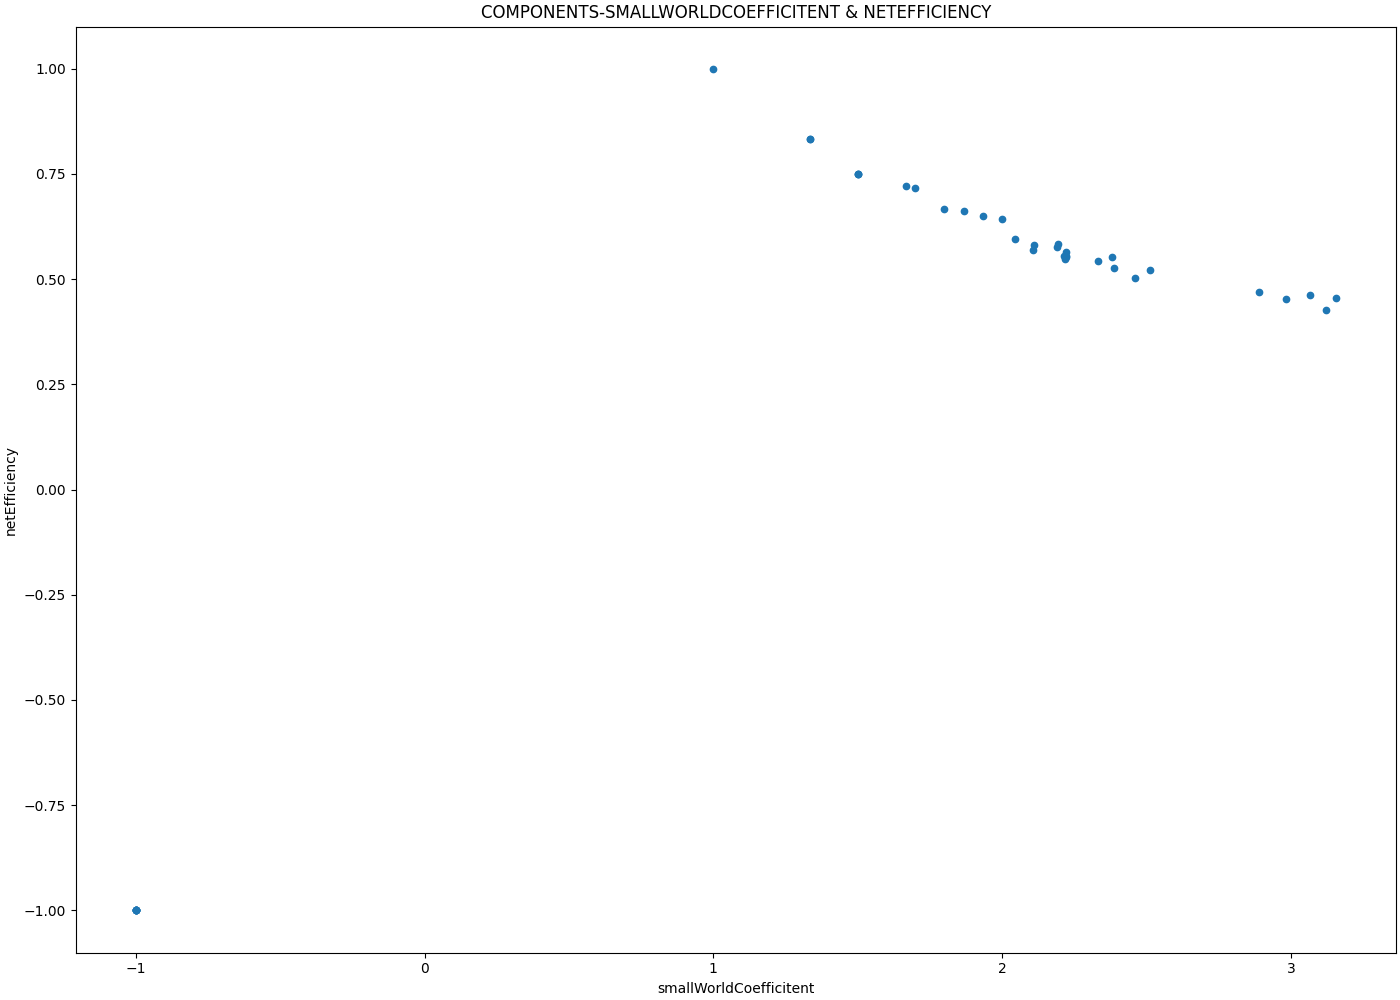 COMPONENTS-SMALLWORLDCOEFFICITENT & NETEFFICIENCY
1.00
0.75
0.50
0.25
0.00
−0.25
−0.50
−0.75
−1.00
netEfficiency
−1 0 1 2 3
smallWorldCoefficitent